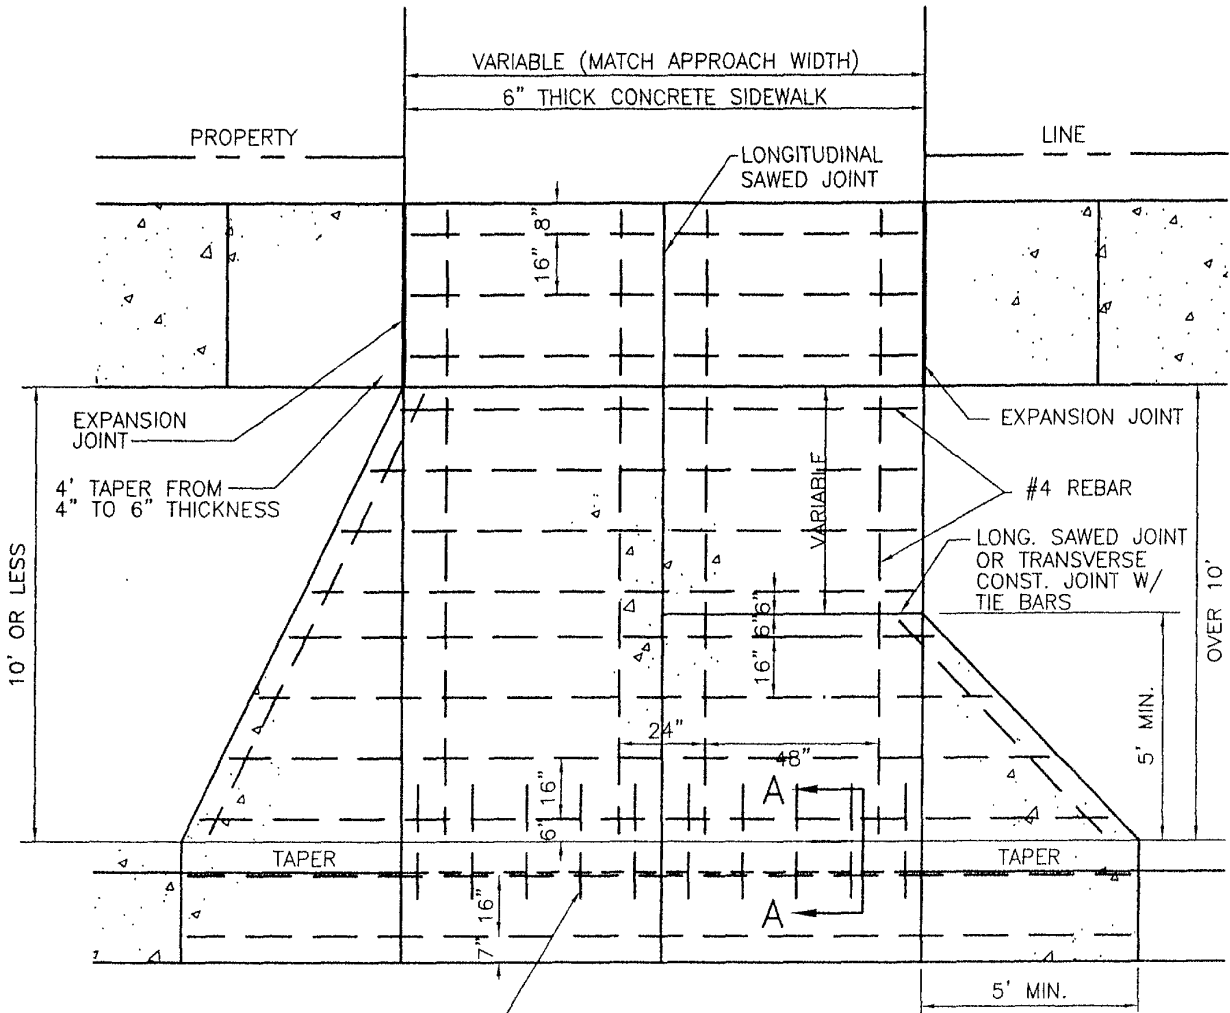 VARIABLE (MATCH APPROACH WIDTH)
6" THICK CONCRETE SIDEWALK
PROPERTY
LINE
LONGITUDINAL
SAWED JOINT
8"
16"
EXPANSION
JOINT
EXPANSION JOINT
4' TAPER FROM
4" TO 6" THICKNESS
#4 REBAR
VARIABLE
LONG. SAWED JOINT
OR TRANSVERSE
CONST. JOINT W/
TIE BARS
10' OR LESS
OVER 10'
6"
6"
16"
5' MIN.
24"
48"
16"
6"
A
TAPER
TAPER
16"
A
7"
5' MIN.